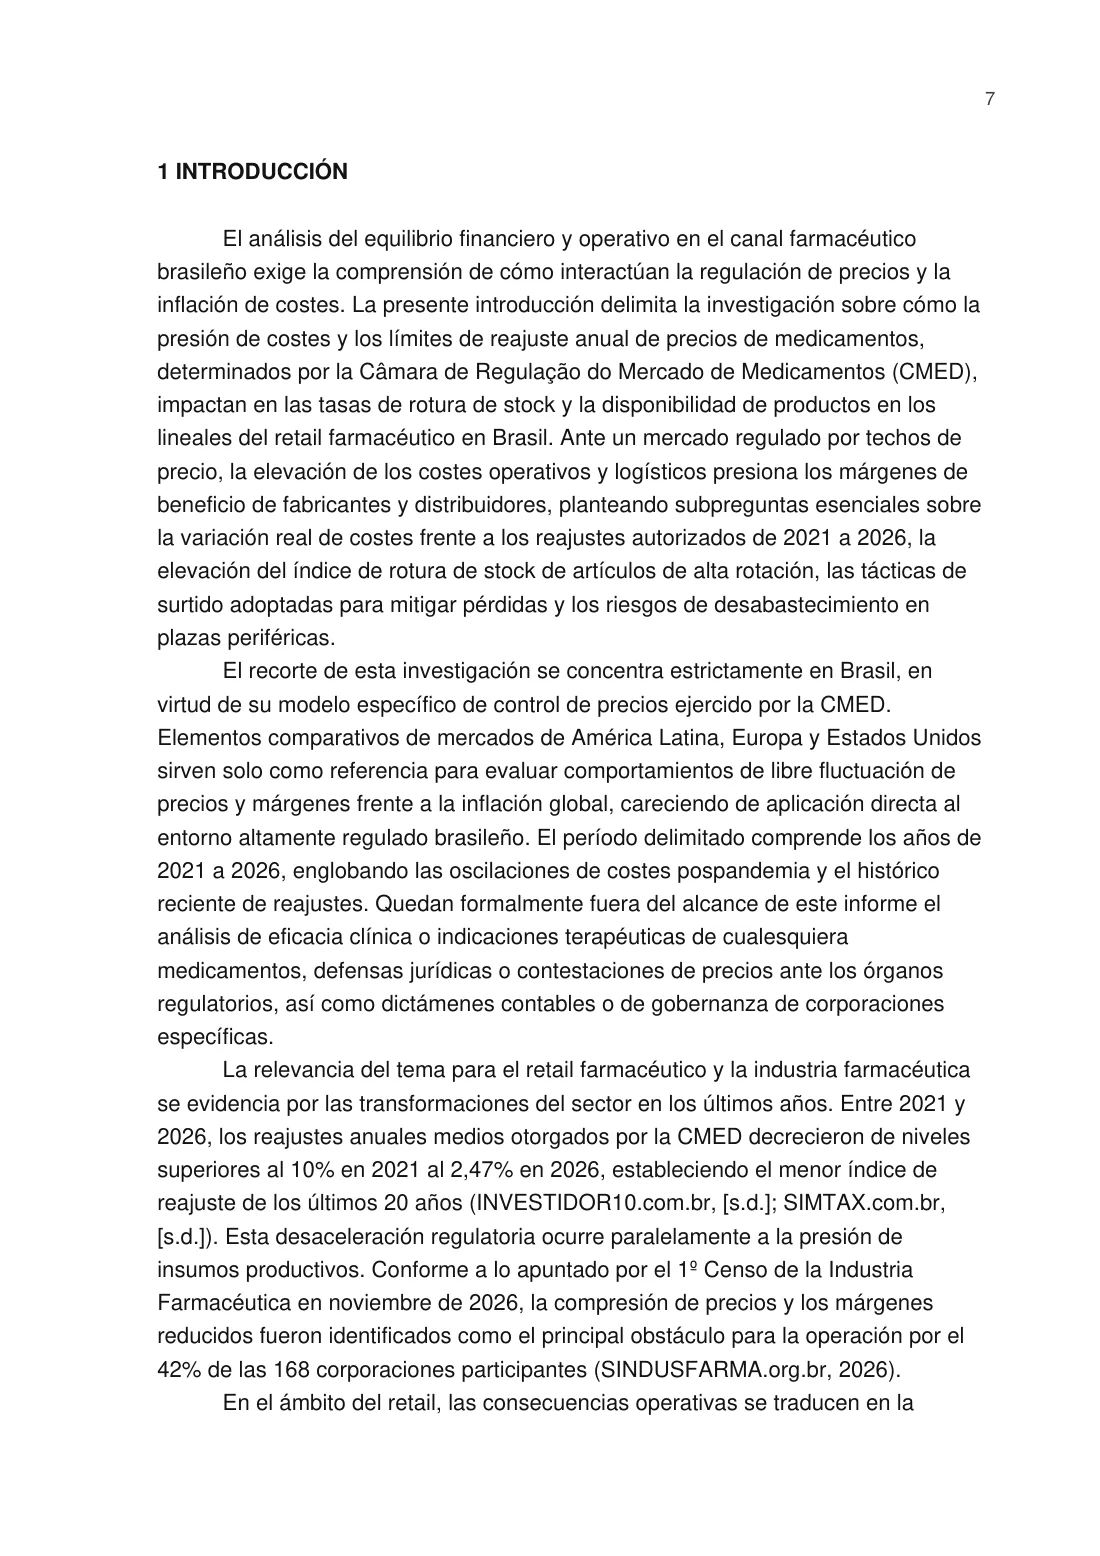 7
1 INTRODUCCIÓN
El análisis del equilibrio financiero y operativo en el canal farmacéutico
brasileño exige la comprensión de cómo interactúan la regulación de precios y la
inflación de costes. La presente introducción delimita la investigación sobre cómo la
presión de costes y los límites de reajuste anual de precios de medicamentos,
determinados por la Câmara de Regulação do Mercado de Medicamentos (CMED),
impactan en las tasas de rotura de stock y la disponibilidad de productos en los
lineales del retail farmacéutico en Brasil. Ante un mercado regulado por techos de
precio, la elevación de los costes operativos y logísticos presiona los márgenes de
beneficio de fabricantes y distribuidores, planteando subpreguntas esenciales sobre
la variación real de costes frente a los reajustes autorizados de 2021 a 2026, la
elevación del índice de rotura de stock de artículos de alta rotación, las tácticas de
surtido adoptadas para mitigar pérdidas y los riesgos de desabastecimiento en
plazas periféricas.
El recorte de esta investigación se concentra estrictamente en Brasil, en
virtud de su modelo específico de control de precios ejercido por la CMED.
Elementos comparativos de mercados de América Latina, Europa y Estados Unidos
sirven solo como referencia para evaluar comportamientos de libre fluctuación de
precios y márgenes frente a la inflación global, careciendo de aplicación directa al
entorno altamente regulado brasileño. El período delimitado comprende los años de
2021 a 2026, englobando las oscilaciones de costes pospandemia y el histórico
reciente de reajustes. Quedan formalmente fuera del alcance de este informe el
análisis de eficacia clínica o indicaciones terapéuticas de cualesquiera
medicamentos, defensas jurídicas o contestaciones de precios ante los órganos
regulatorios, así como dictámenes contables o de gobernanza de corporaciones
específicas.
La relevancia del tema para el retail farmacéutico y la industria farmacéutica
se evidencia por las transformaciones del sector en los últimos años. Entre 2021 y
2026, los reajustes anuales medios otorgados por la CMED decrecieron de niveles
superiores al 10% en 2021 al 2,47% en 2026, estableciendo el menor índice de
reajuste de los últimos 20 años (INVESTIDOR10.com.br, [s.d.]; SIMTAX.com.br,
[s.d.]). Esta desaceleración regulatoria ocurre paralelamente a la presión de
insumos productivos. Conforme a lo apuntado por el 1º Censo de la Industria
Farmacéutica en noviembre de 2026, la compresión de precios y los márgenes
reducidos fueron identificados como el principal obstáculo para la operación por el
42% de las 168 corporaciones participantes (SINDUSFARMA.org.br, 2026).
En el ámbito del retail, las consecuencias operativas se traducen en la